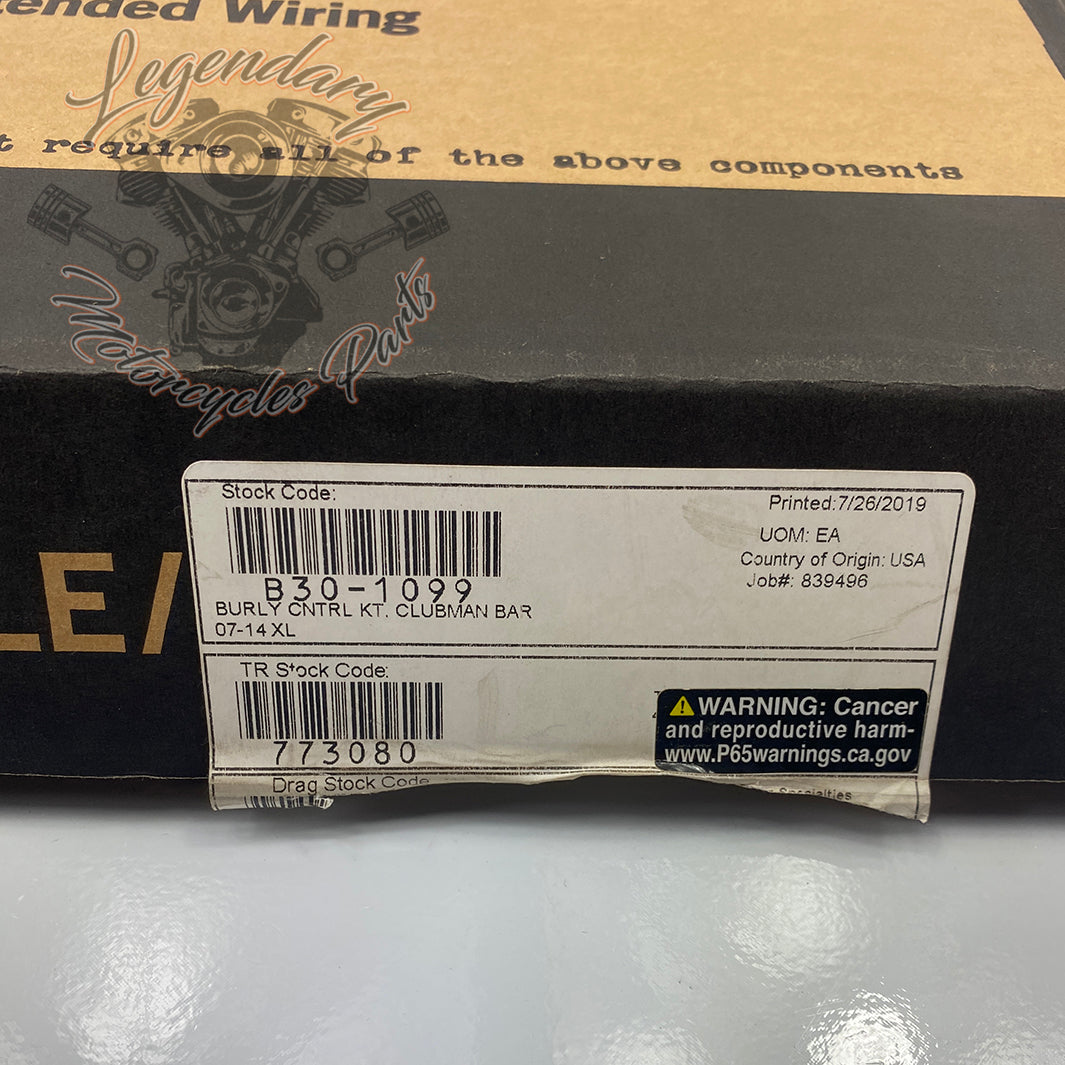 tended Wiring
Legendary
t require all of the above components
Motorcycles Parts
LE/
Stock Code:
Printed:7/26/2019
UOM: EA
Country of Origin: USA
Job#: 839496
B30-1099
BURLY CNTRL KT. CLUBMAN BAR
07-14 XL
TR Stock Code:
773080
WARNING: Cancer
and reproductive harm-
www.P65warnings.ca.gov
Drag Stock Code
Specialties